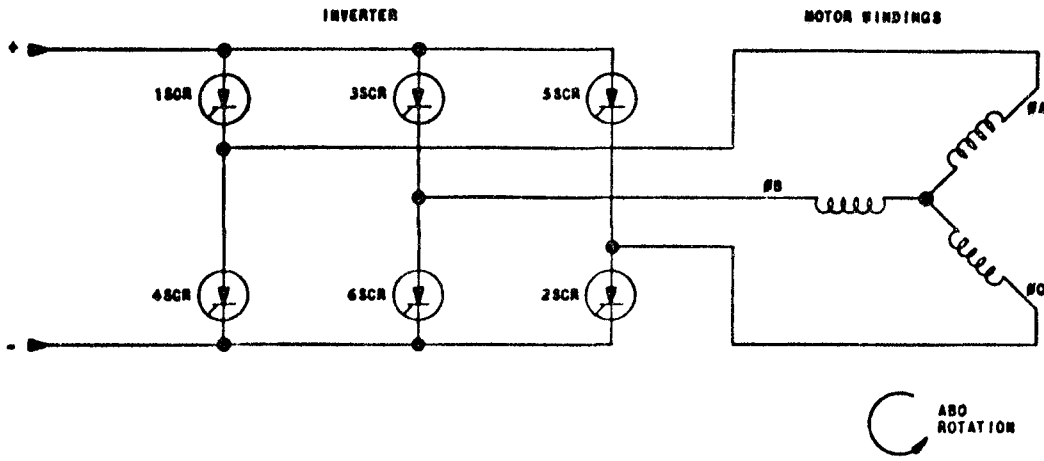 INVERTER
MOTOR WINDINGS
+
1SCR
3SCR
5SCR
ØA
ØB
4SCR
6SCR
2SCR
ØC
-
ABC
ROTATION